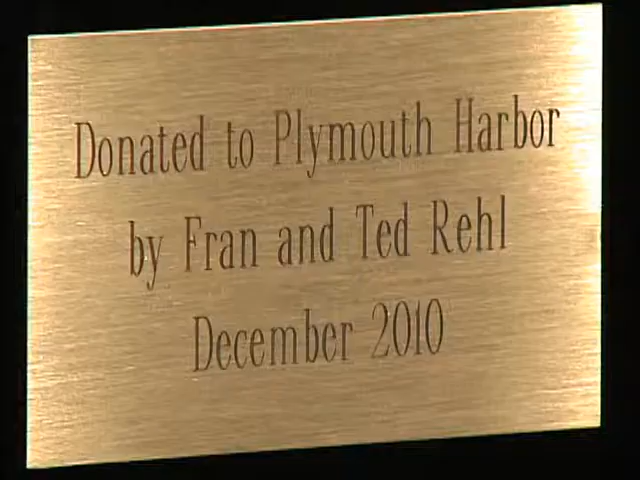 Donated to Plymouth Harbor
by Fran and Ted Rehl
December 2010